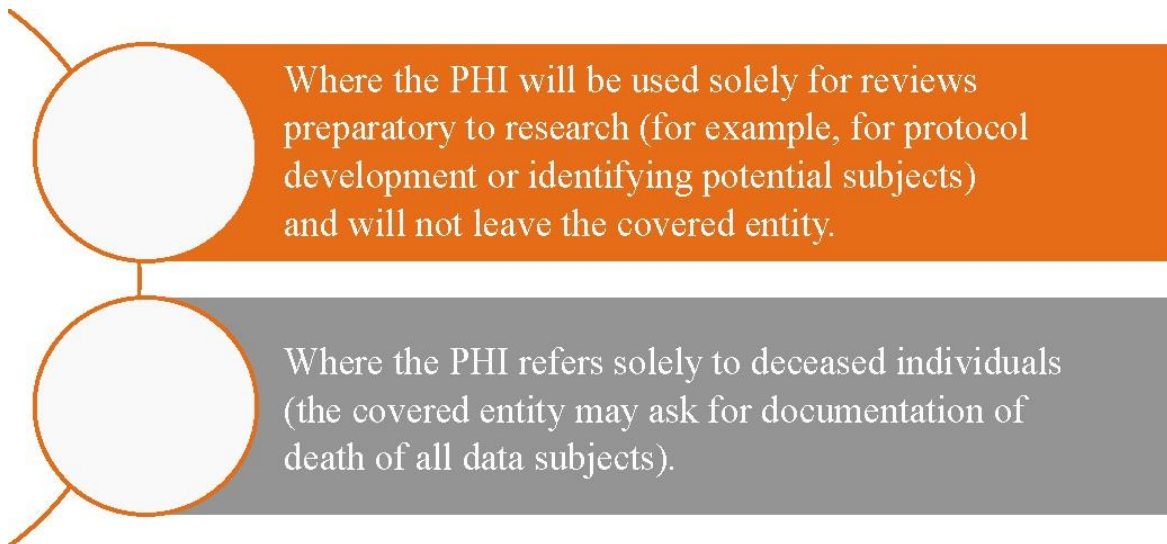 Where the PHI will be used solely for reviews
preparatory to research (for example, for protocol
development or identifying potential subjects)
and will not leave the covered entity.
Where the PHI refers solely to deceased individuals
(the covered entity may ask for documentation of
death of all data subjects).